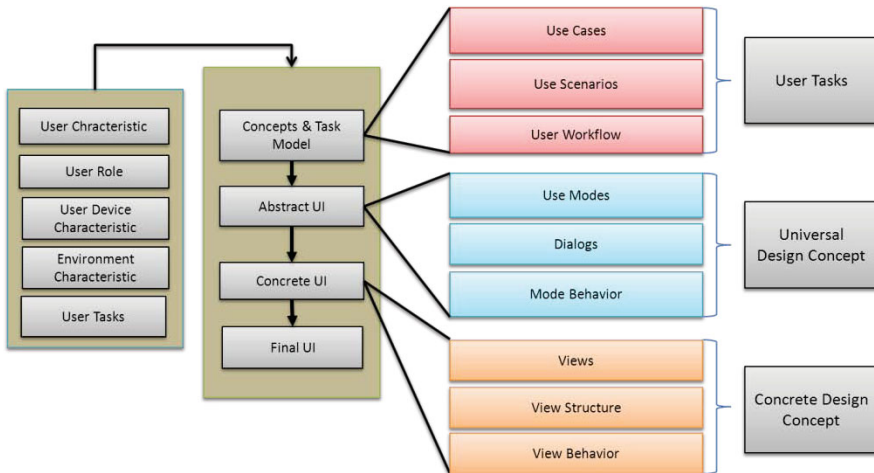 User Chracteristic
User Role
User Device
Characteristic
Environment
Characteristic
User Tasks
Concepts & Task
Model
Abstract UI
Concrete UI
Final UI
Use Cases
Use Scenarios
User Workflow
User Tasks
Use Modes
Dialogs
Mode Behavior
Universal
Design Concept
Views
View Structure
View Behavior
Concrete Design
Concept